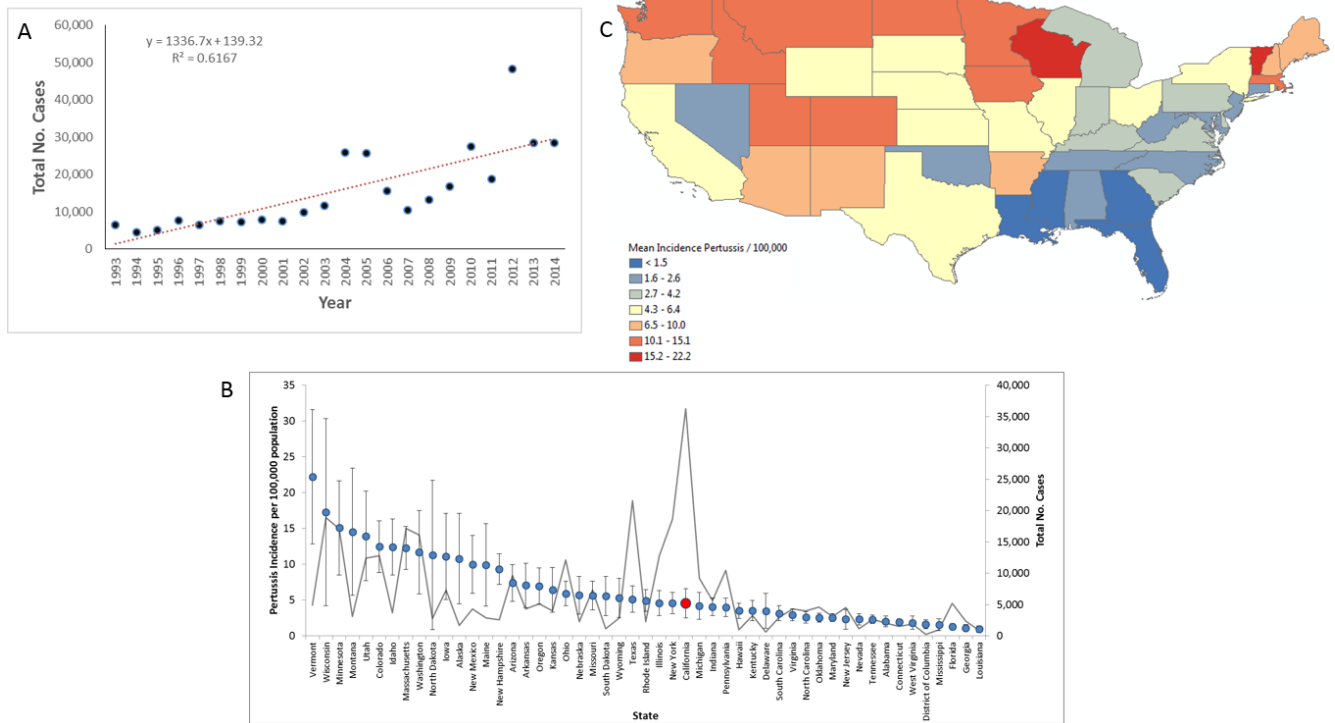 A
y = 1336.7x + 139.32
R² = 0.6167
Total No. Cases
60,000
50,000
40,000
30,000
20,000
10,000
0
1993
1994
1995
1996
1997
1998
1999
2000
2001
2002
2003
2004
2005
2006
2007
2008
2009
2010
2011
2012
2013
2014
Year
C
Mean Incidence Pertussis / 100,000
< 1.5
1.6 - 2.6
2.7 - 4.2
4.3 - 6.4
6.5 - 10.0
10.1 - 15.1
15.2 - 22.2
B
Pertussis Incidence per 100,000 population
35
30
25
20
15
10
5
0
40,000
35,000
30,000
25,000
20,000
15,000
10,000
5,000
0
Total No. Cases
Vermont
Wisconsin
Minnesota
Montana
Utah
Colorado
Idaho
Massachusetts
Washington
North Dakota
Iowa
Alaska
New Mexico
Maine
New Hampshire
Arizona
Arkansas
Oregon
Kansas
Ohio
Nebraska
Missouri
South Dakota
Wyoming
Texas
Rhode Island
Illinois
New York
California
Michigan
Indiana
Pennsylvania
Hawaii
Kentucky
Delaware
South Carolina
Virginia
North Carolina
Oklahoma
Maryland
New Jersey
Nevada
Tennessee
Alabama
Connecticut
West Virginia
District of Columbia
Mississippi
Florida
Georgia
Louisiana
State